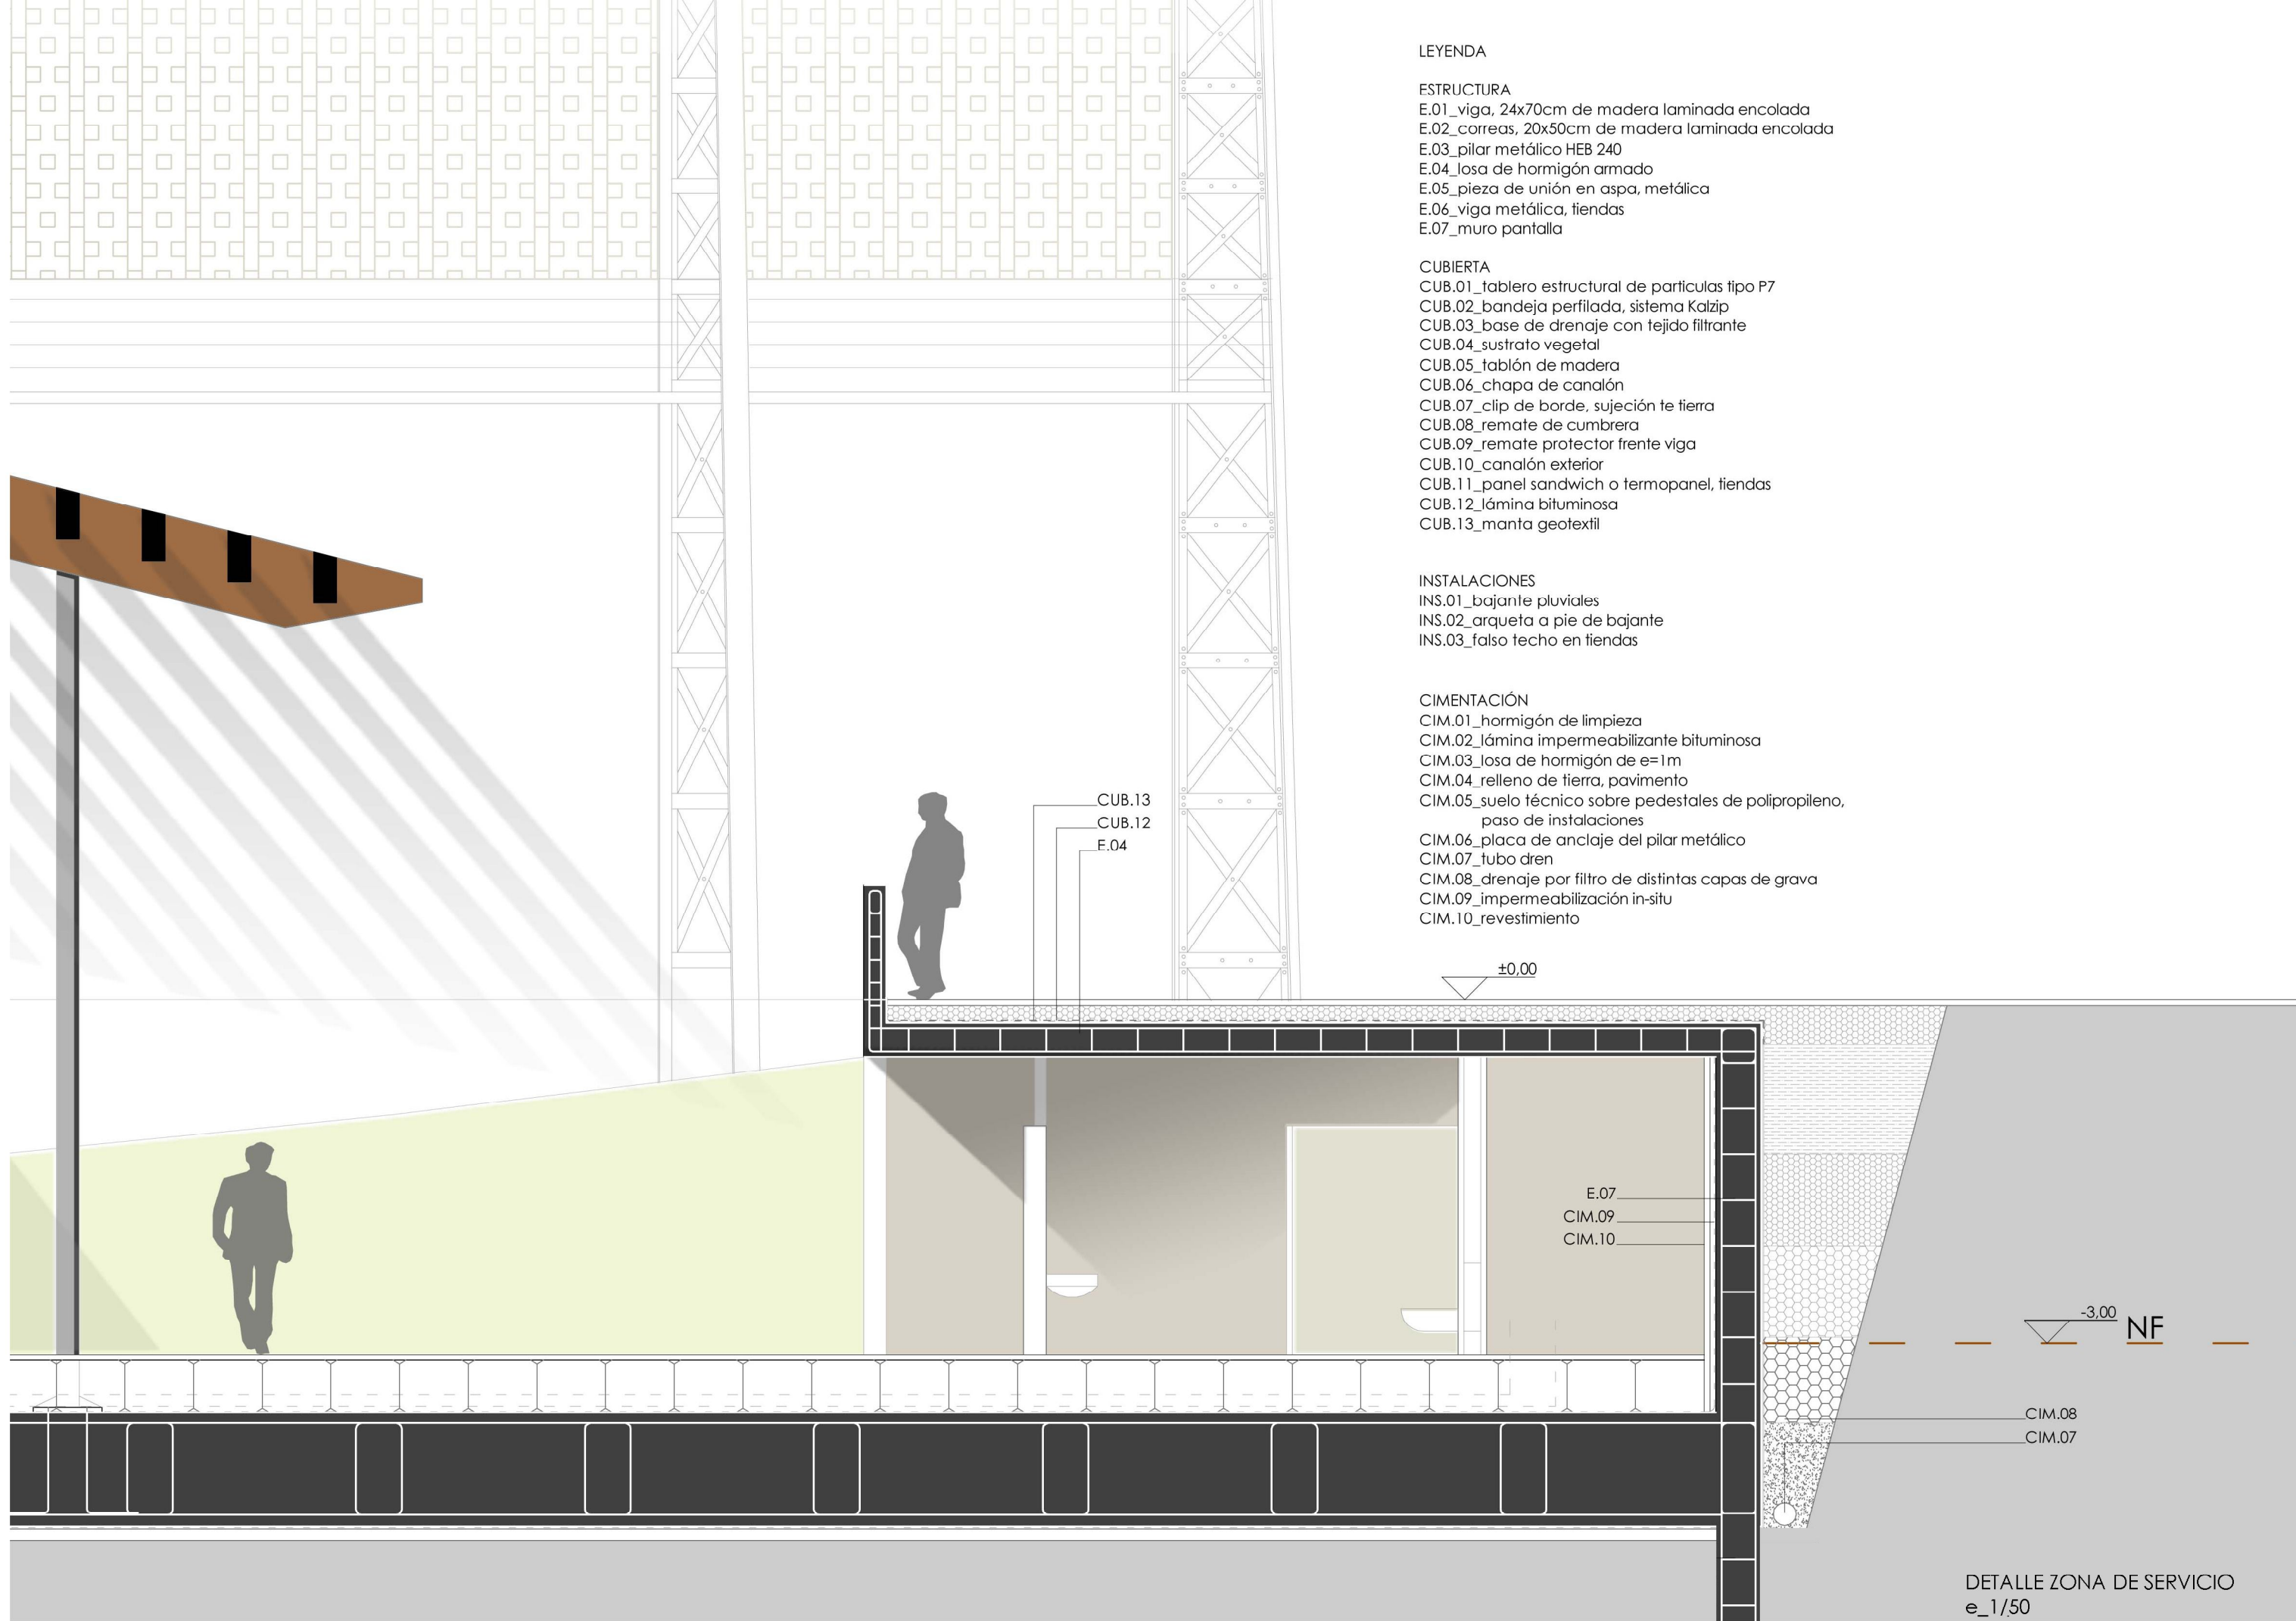 LEYENDA
ESTRUCTURA
E.01_viga, 24x70cm de madera laminada encolada
E.02_correas, 20x50cm de madera laminada encolada
E.03_pilar metálico HEB 240
E.04_losa de hormigón armado
E.05_pieza de unión en aspa, metálica
E.06_viga metálica, tiendas
E.07_muro pantalla
CUBIERTA
CUB.01_tablero estructural de particulas tipo P7
CUB.02_bandeja perfilada, sistema Kalzip
CUB.03_base de drenaje con tejido filtrante
CUB.04_sustrato vegetal
CUB.05_tablón de madera
CUB.06_chapa de canalón
CUB.07_clip de borde, sujeción te tierra
CUB.08_remate de cumbrera
CUB.09_remate protector frente viga
CUB.10_canalón exterior
CUB.11_panel sandwich o termopanel, tiendas
CUB.12_lámina bituminosa
CUB.13_manta geotextil
INSTALACIONES
INS.01_bajante pluviales
INS.02_arqueta a pie de bajante
INS.03_falso techo en tiendas
CIMENTACIÓN
CIM.01_hormigón de limpieza
CIM.02_lámina impermeabilizante bituminosa
CIM.03_losa de hormigón de e=1m
CIM.04_relleno de tierra, pavimento
CIM.05_suelo técnico sobre pedestales de polipropileno,
paso de instalaciones
CIM.06_placa de anclaje del pilar metálico
CIM.07_tubo dren
CIM.08_drenaje por filtro de distintas capas de grava
CIM.09_impermeabilización in-situ
CIM.10_revestimiento
CUB.13
CUB.12
E.04
±0,00
E.07
CIM.09
CIM.10
-3,00 NF
CIM.08
CIM.07
DETALLE ZONA DE SERVICIO
e_1/50